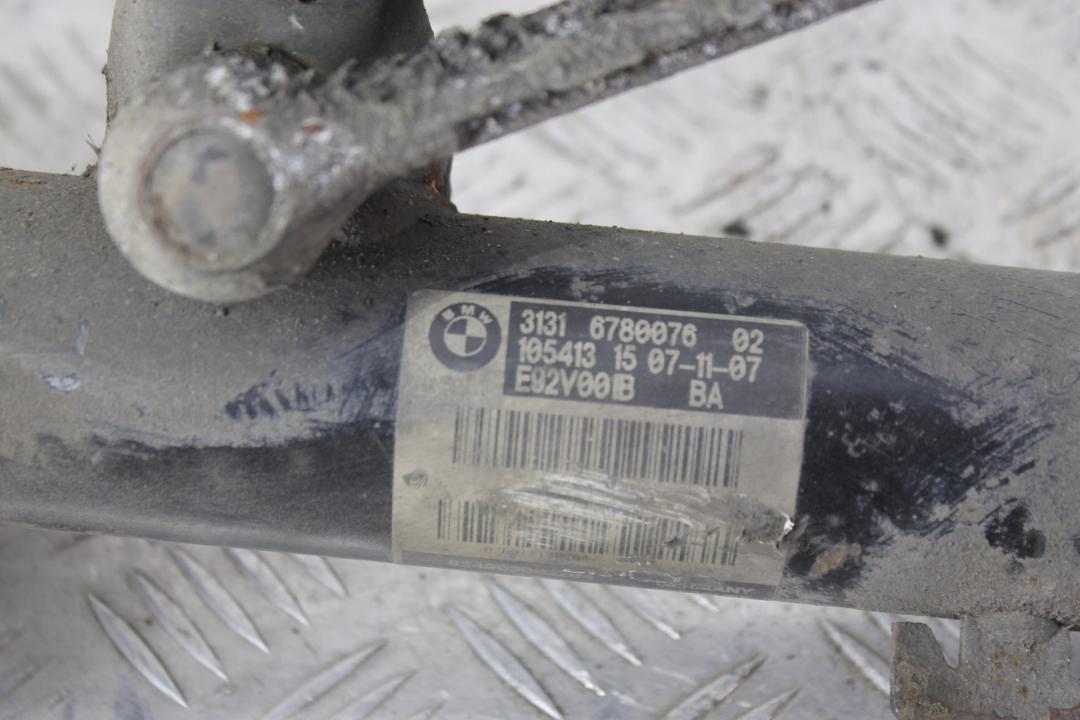 BMW
3131 6780076 02
105413 15 07-11-07
E92V001B BA